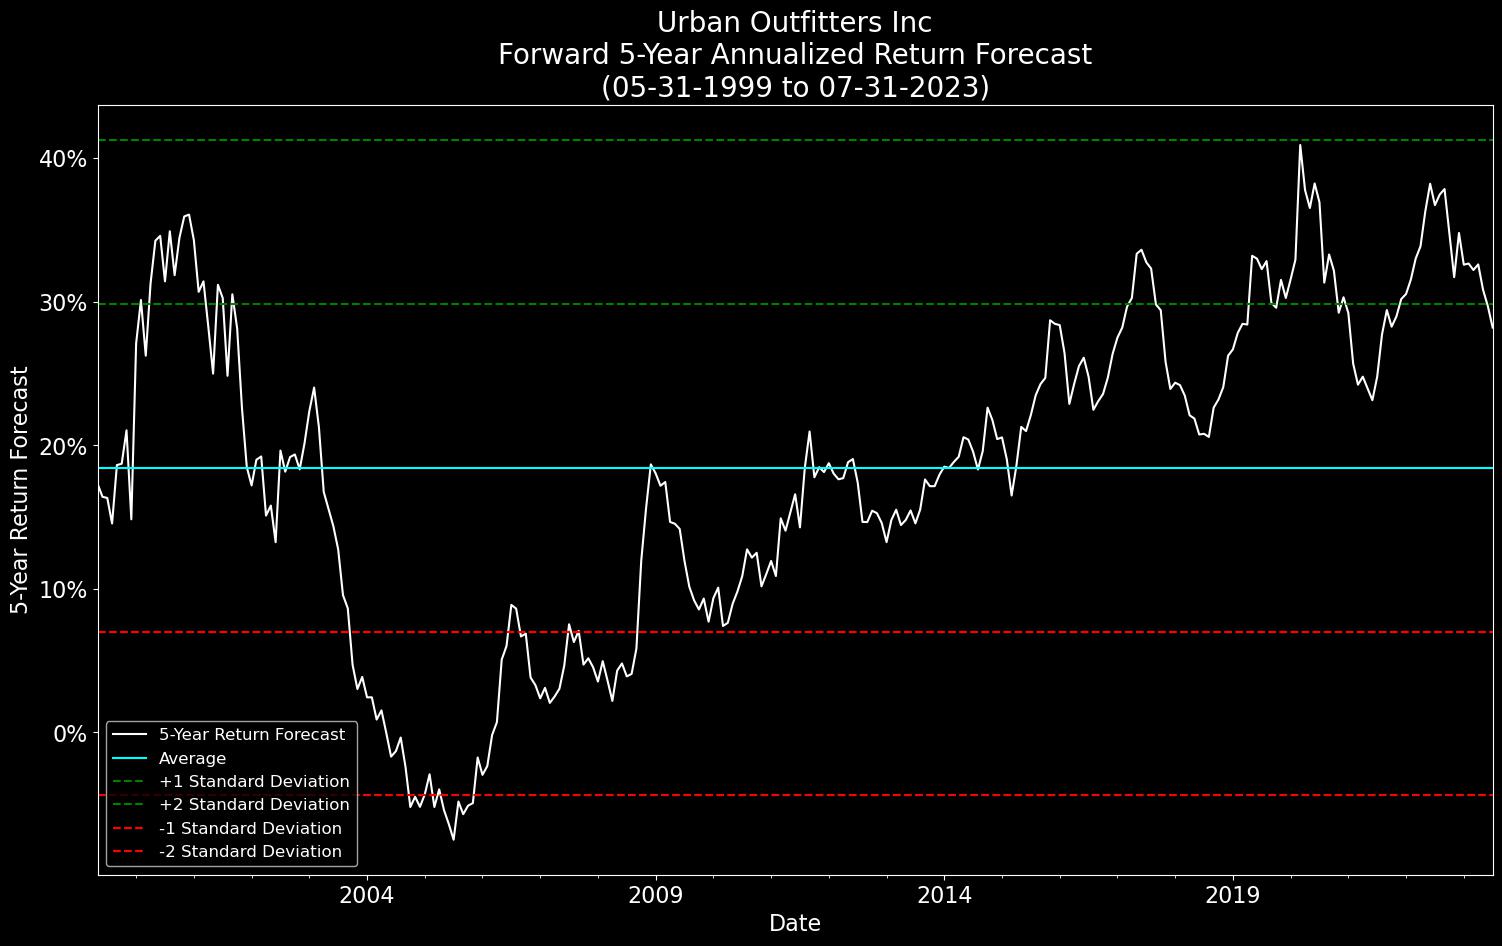 Urban Outfitters Inc
Forward 5-Year Annualized Return Forecast
(05-31-1999 to 07-31-2023)
5-Year Return Forecast
40%
30%
20%
10%
0%
5-Year Return Forecast
Average
+1 Standard Deviation
+2 Standard Deviation
-1 Standard Deviation
-2 Standard Deviation
2004 2009 2014 2019
Date